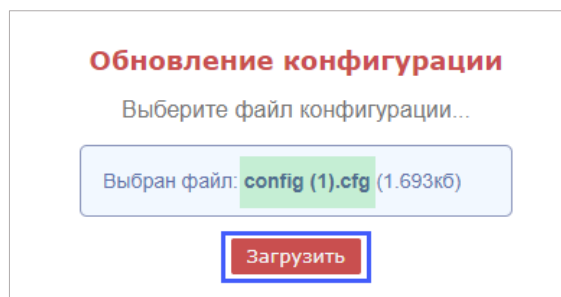 Обновление конфигурации
Выберите файл конфигурации...
Выбран файл: config (1).cfg (1.693кб)
Загрузить